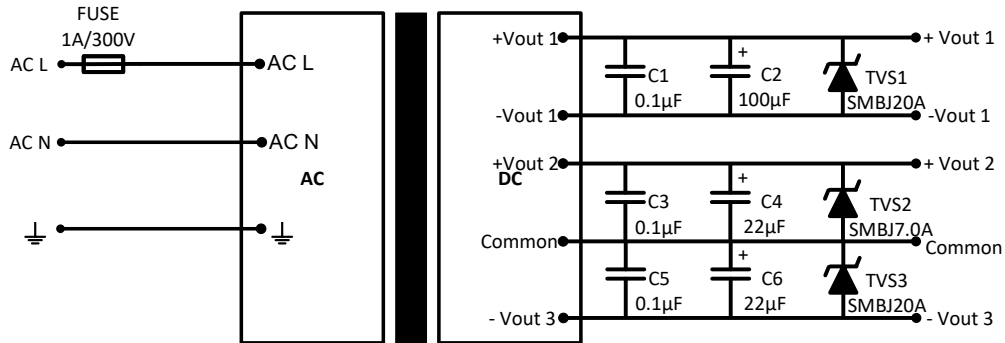 FUSE
1A/300V
AC L
AC L
AC N
AC N
AC
DC
+Vout 1
-Vout 1
+Vout 2
Common
- Vout 3
C1
0.1µF
+
C2
100µF
TVS1
SMBJ20A
+ Vout 1
-Vout 1
C3
0.1µF
+
C4
22µF
TVS2
SMBJ7.0A
+ Vout 2
Common
C5
0.1µF
+
C6
22µF
TVS3
SMBJ20A
- Vout 3